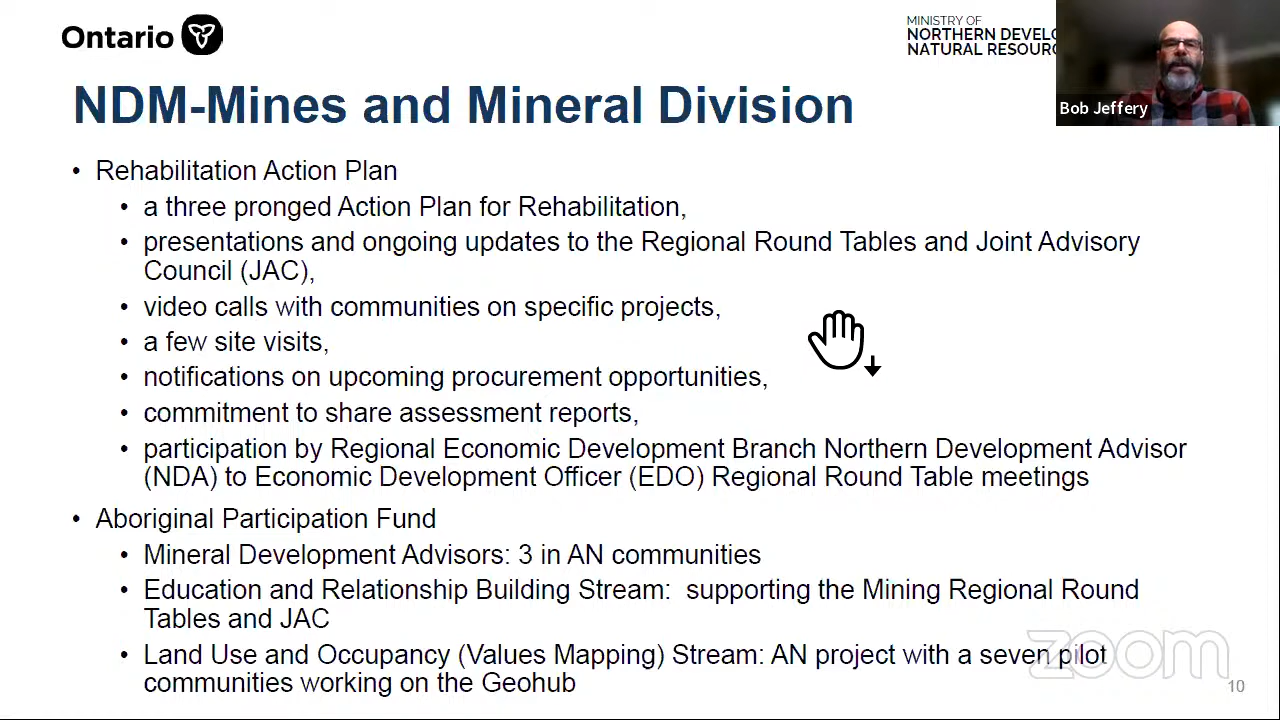 Ontario
MINISTRY OF
NORTHERN DEVELO
NATURAL RESOURC
Bob Jeffery
NDM-Mines and Mineral Division
• Rehabilitation Action Plan
• a three pronged Action Plan for Rehabilitation,
• presentations and ongoing updates to the Regional Round Tables and Joint Advisory
Council (JAC),
• video calls with communities on specific projects,
• a few site visits,
• notifications on upcoming procurement opportunities,
• commitment to share assessment reports,
• participation by Regional Economic Development Branch Northern Development Advisor
(NDA) to Economic Development Officer (EDO) Regional Round Table meetings
• Aboriginal Participation Fund
• Mineral Development Advisors: 3 in AN communities
• Education and Relationship Building Stream:  supporting the Mining Regional Round
Tables and JAC
• Land Use and Occupancy (Values Mapping) Stream: AN project with a seven pilot
communities working on the Geohub
zoom
10